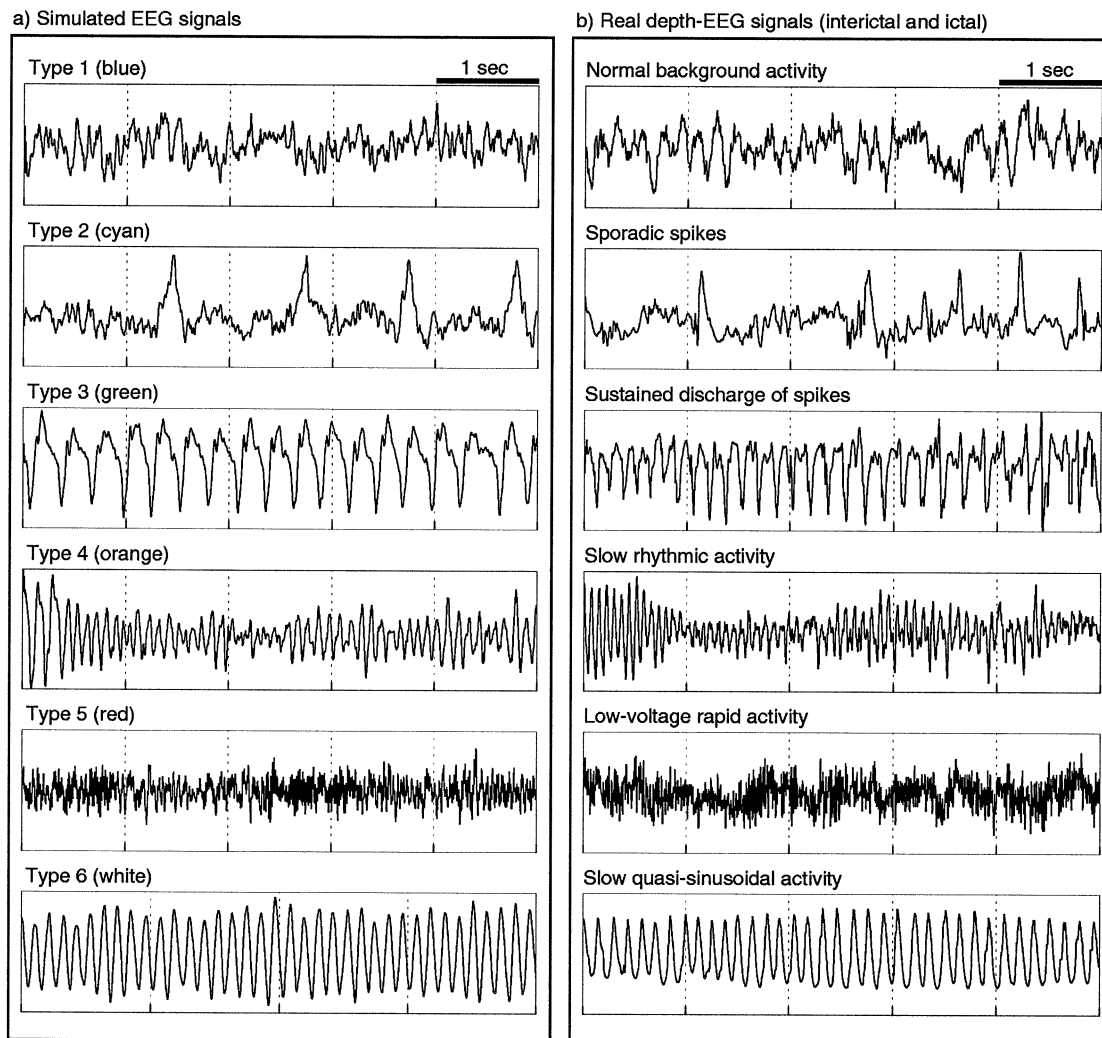 a) Simulated EEG signals
Type 1 (blue)
1 sec
Type 2 (cyan)
Type 3 (green)
Type 4 (orange)
Type 5 (red)
Type 6 (white)
b) Real depth-EEG signals (interictal and ictal)
Normal background activity
1 sec
Sporadic spikes
Sustained discharge of spikes
Slow rhythmic activity
Low-voltage rapid activity
Slow quasi-sinusoidal activity